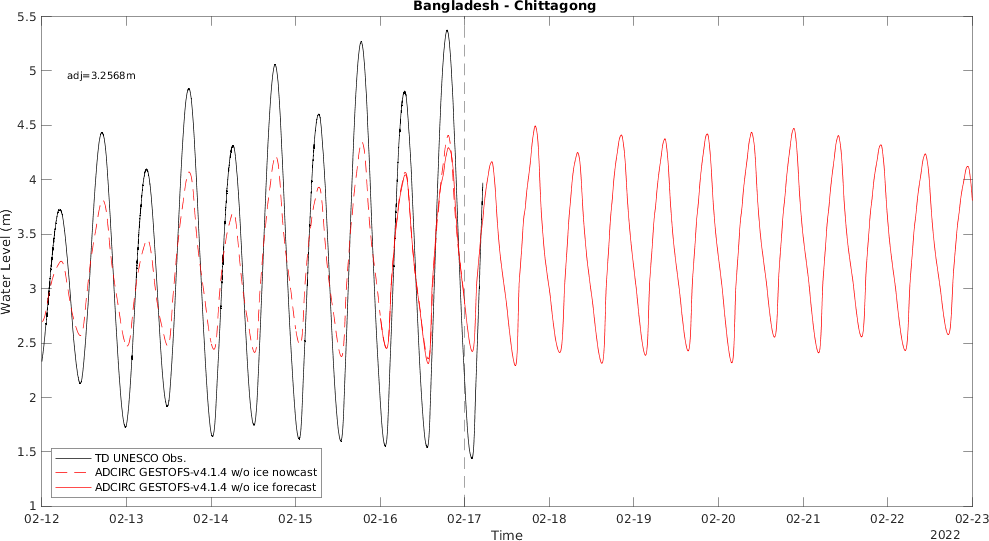 Bangladesh - Chittagong
5.5
5
4.5
4
3.5
3
2.5
2
1.5
1
Water Level (m)
adj=3.2568m
TD UNESCO Obs.
ADCIRC GESTOFS-v4.1.4 w/o ice nowcast
ADCIRC GESTOFS-v4.1.4 w/o ice forecast
02-12 02-13 02-14 02-15 02-16 02-17 02-18 02-19 02-20 02-21 02-22 02-23
Time
2022